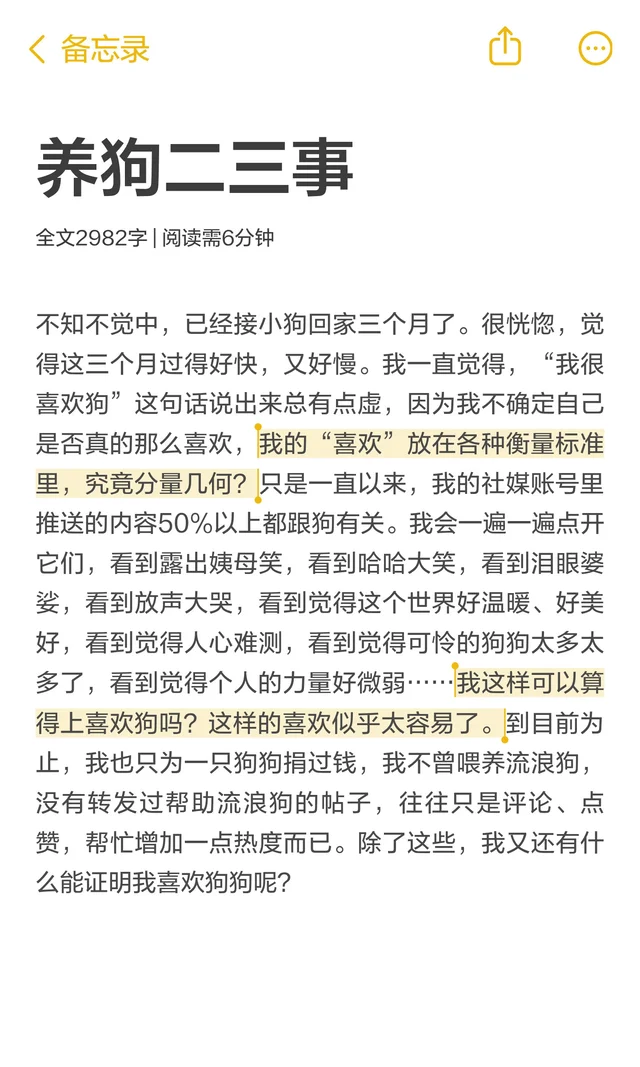 备忘录
养狗二三事
全文2982字|阅读需6分钟
不知不觉中，已经接小狗回家三个月了。很恍惚，觉
得这三个月过得好快，又好慢。我一直觉得，“我很
喜欢狗”这句话说出来总有点虚，因为我不确定自己
是否真的那么喜欢，我的“喜欢”放在各种衡量标准
里，究竟分量几何？只是一直以来，我的社媒账号里
推送的内容50%以上都跟狗有关。我会一遍一遍点开
它们，看到露出姨母笑，看到哈哈大笑，看到泪眼婆
娑，看到放声大哭，看到觉得这个世界好温暖、好美
好，看到觉得人心难测，看到觉得可怜的狗狗太多太
多了，看到觉得个人的力量好微弱……我这样可以算
得上喜欢狗吗？这样的喜欢似乎太容易了。到目前为
止，我也只为一只狗狗捐过钱，我不曾喂养流浪狗，
没有转发过帮助流浪狗的帖子，往往只是评论、点
赞，帮忙增加一点热度而已。除了这些，我又还有什
么能证明我喜欢狗狗呢？